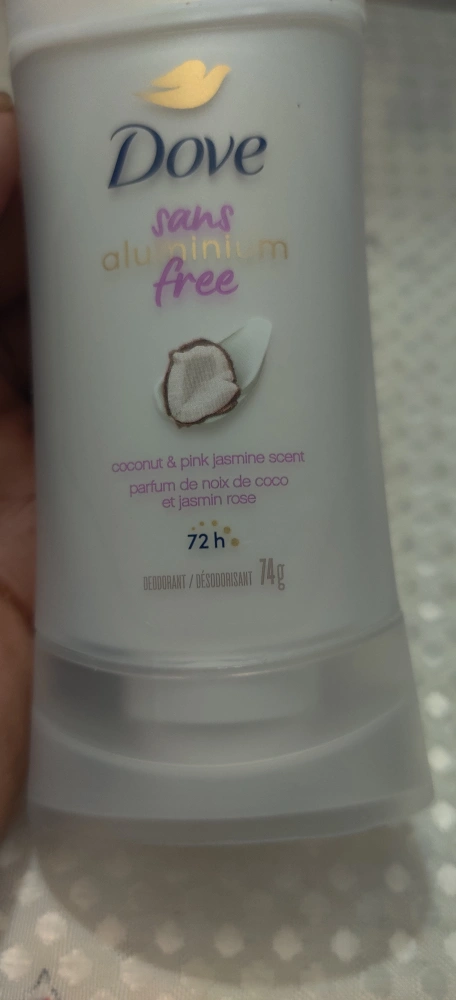 Dove
sans
aluminium
free
coconut & pink jasmine scent
parfum de noix de coco
et jasmin rose
72 h
DEODORANT / DÉSODORISANT 74g